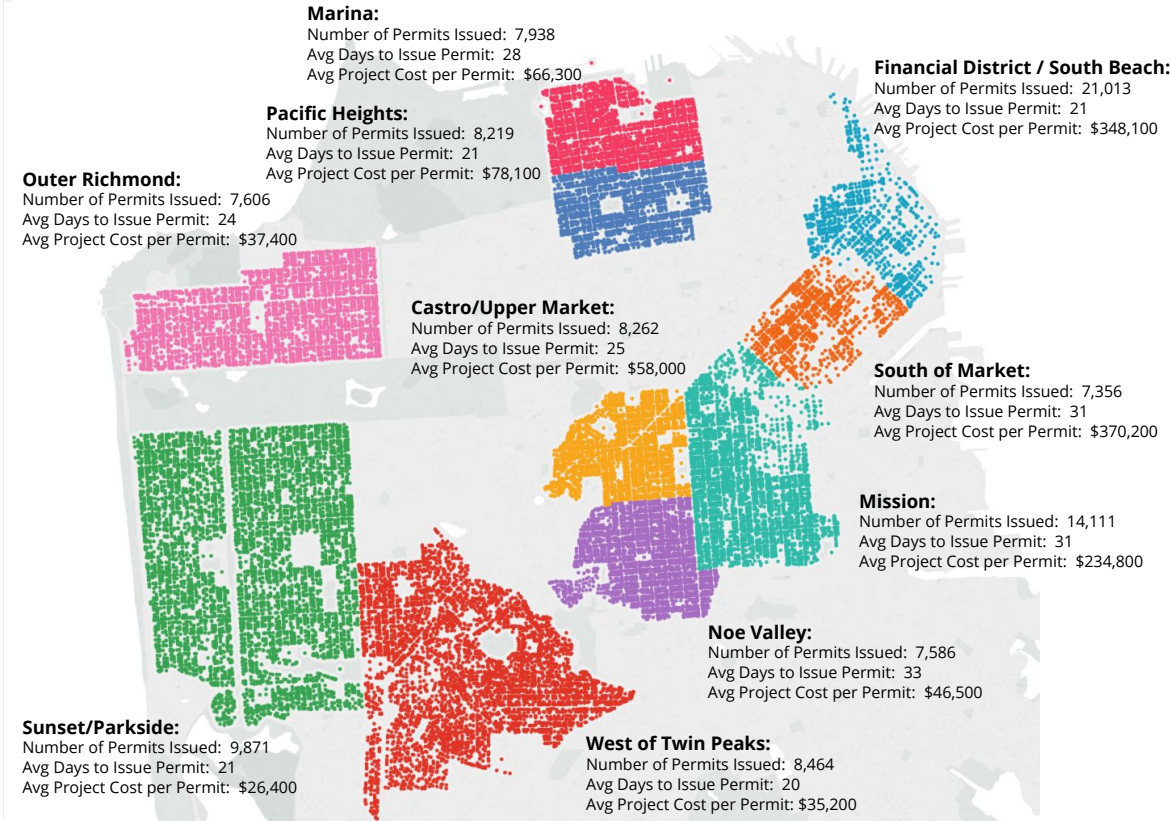 Marina:
Number of Permits Issued: 7,938
Avg Days to Issue Permit: 28
Avg Project Cost per Permit: $66,300
Financial District / South Beach:
Number of Permits Issued: 21,013
Avg Days to Issue Permit: 21
Avg Project Cost per Permit: $348,100
Pacific Heights:
Number of Permits Issued: 8,219
Avg Days to Issue Permit: 21
Avg Project Cost per Permit: $78,100
Outer Richmond:
Number of Permits Issued: 7,606
Avg Days to Issue Permit: 24
Avg Project Cost per Permit: $37,400
Castro/Upper Market:
Number of Permits Issued: 8,262
Avg Days to Issue Permit: 25
Avg Project Cost per Permit: $58,000
South of Market:
Number of Permits Issued: 7,356
Avg Days to Issue Permit: 31
Avg Project Cost per Permit: $370,200
Mission:
Number of Permits Issued: 14,111
Avg Days to Issue Permit: 31
Avg Project Cost per Permit: $234,800
Noe Valley:
Number of Permits Issued: 7,586
Avg Days to Issue Permit: 33
Avg Project Cost per Permit: $46,500
Sunset/Parkside:
Number of Permits Issued: 9,871
Avg Days to Issue Permit: 21
Avg Project Cost per Permit: $26,400
West of Twin Peaks:
Number of Permits Issued: 8,464
Avg Days to Issue Permit: 20
Avg Project Cost per Permit: $35,200